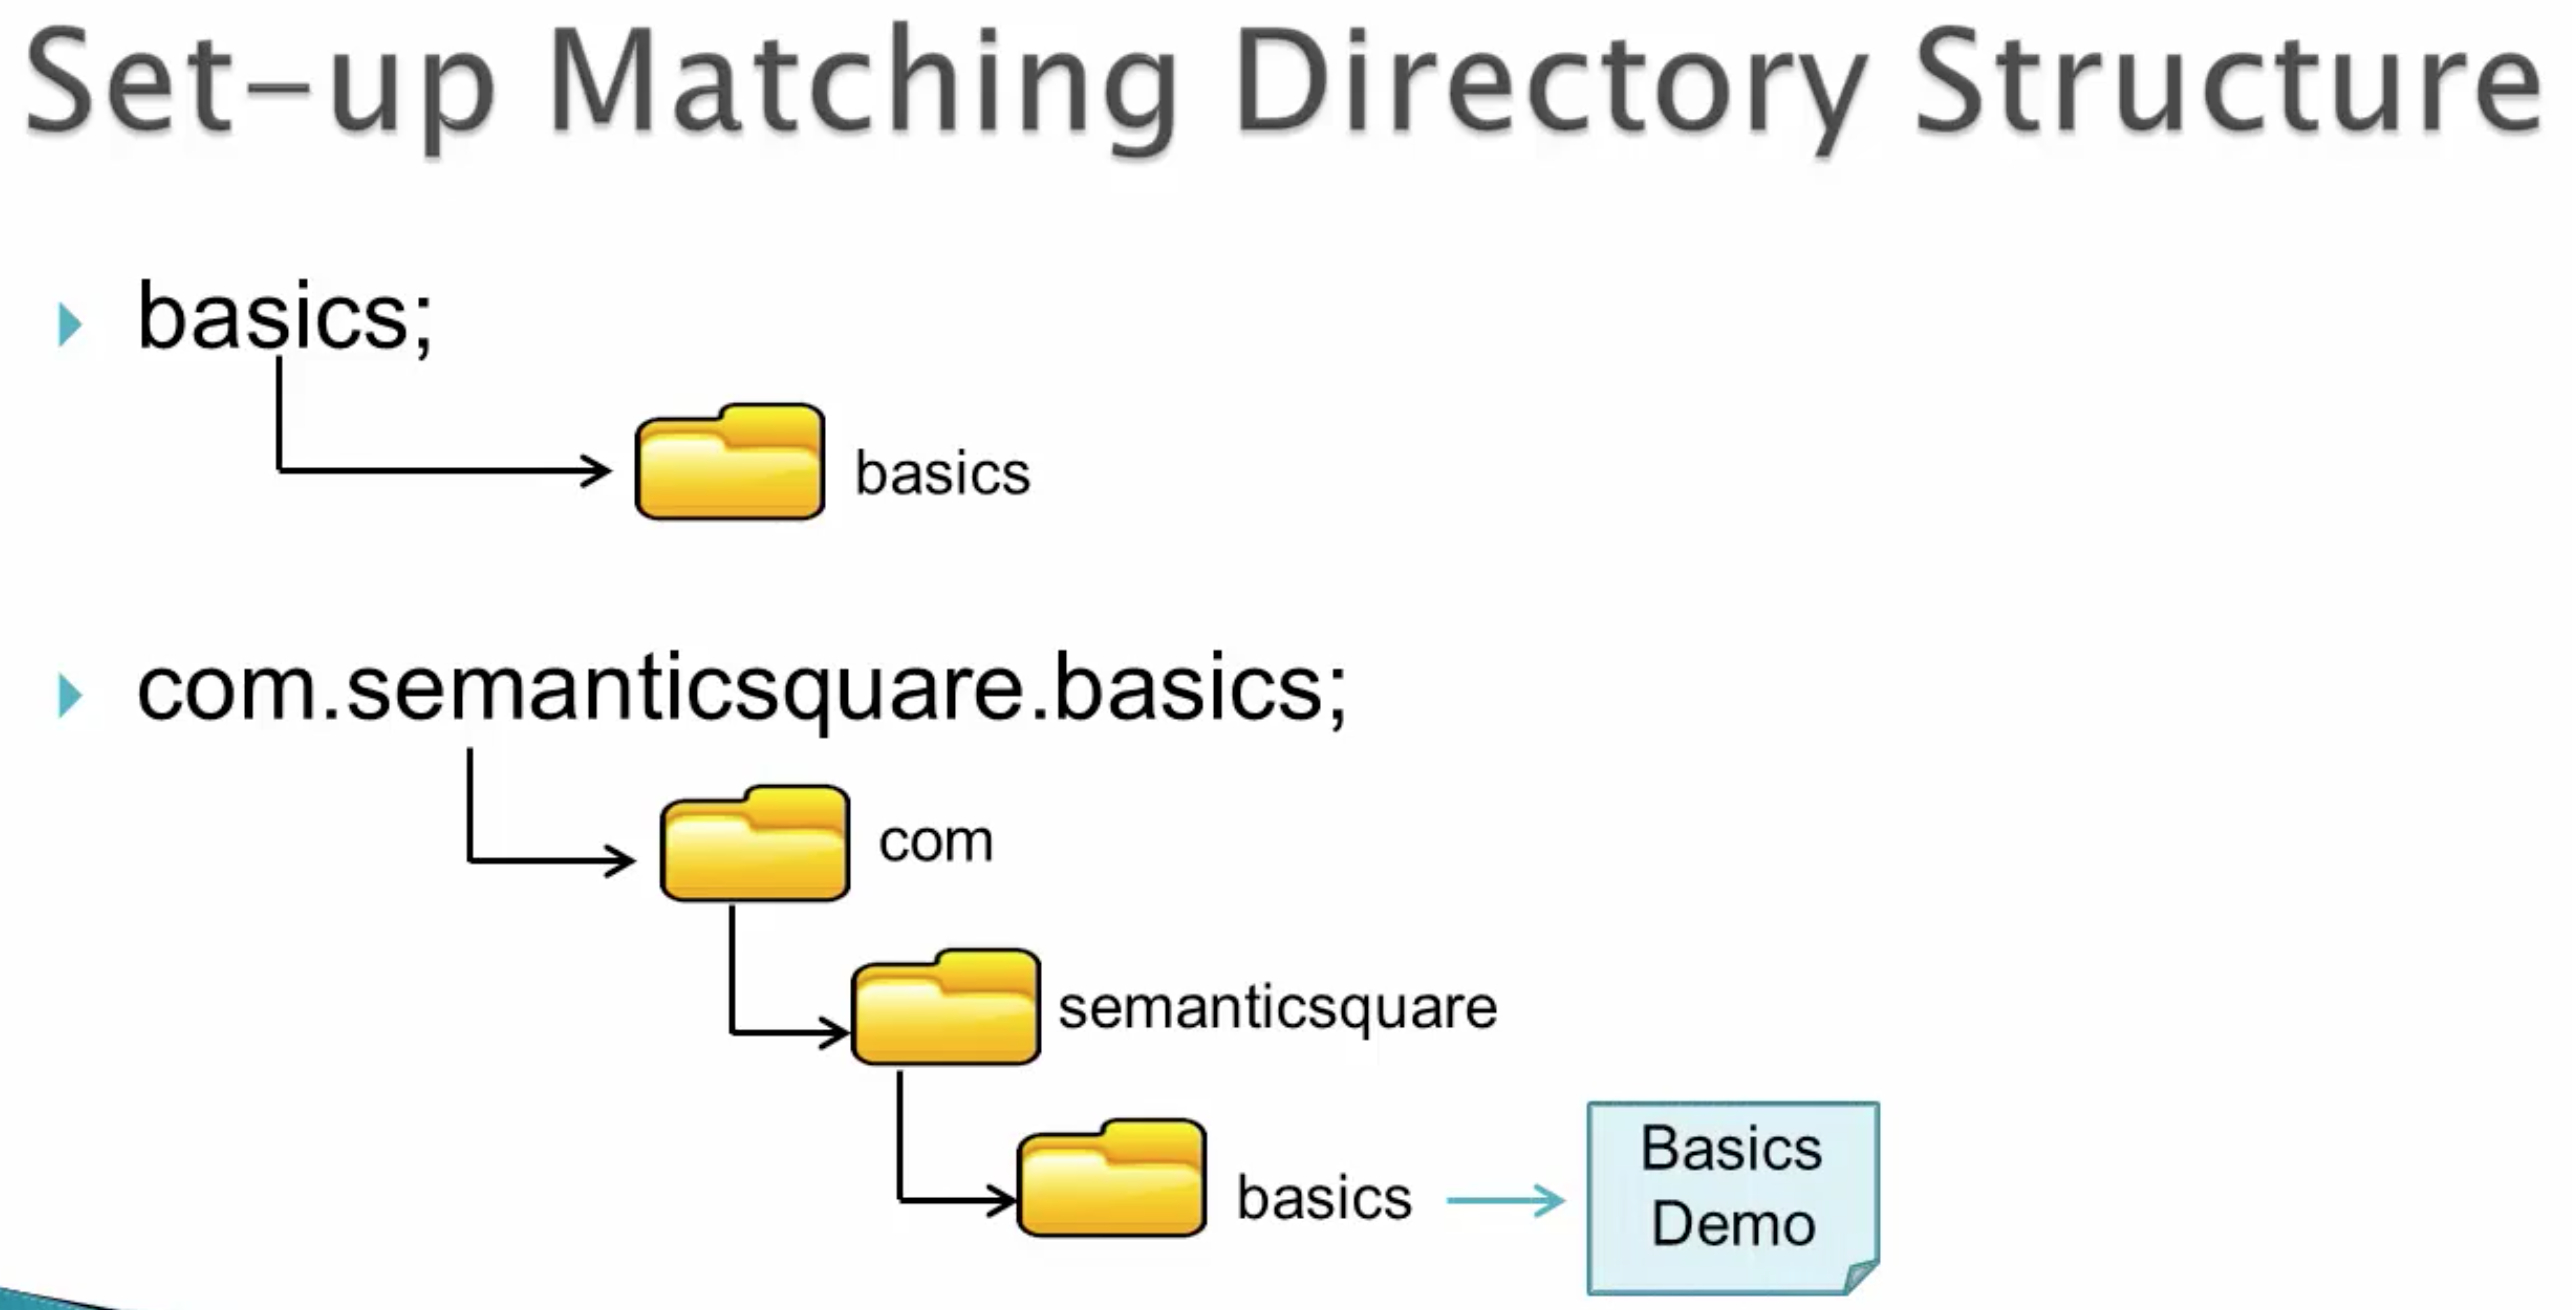 Set-up Matching Directory Structure
basics;
basics
com.semanticsquare.basics;
com
semanticsquare
basics
Basics
Demo